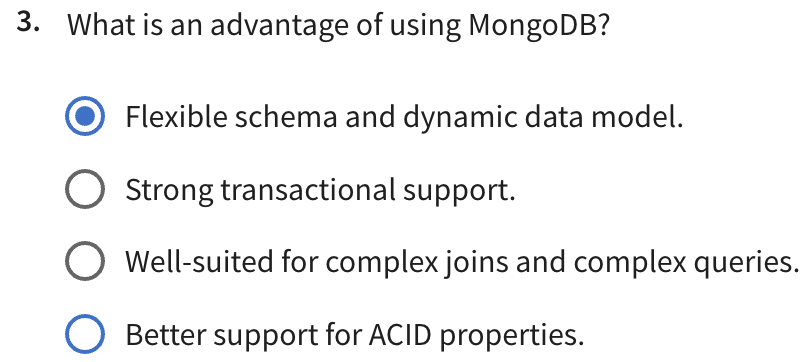 3. What is an advantage of using MongoDB?
Flexible schema and dynamic data model.
Strong transactional support.
Well-suited for complex joins and complex queries.
Better support for ACID properties.